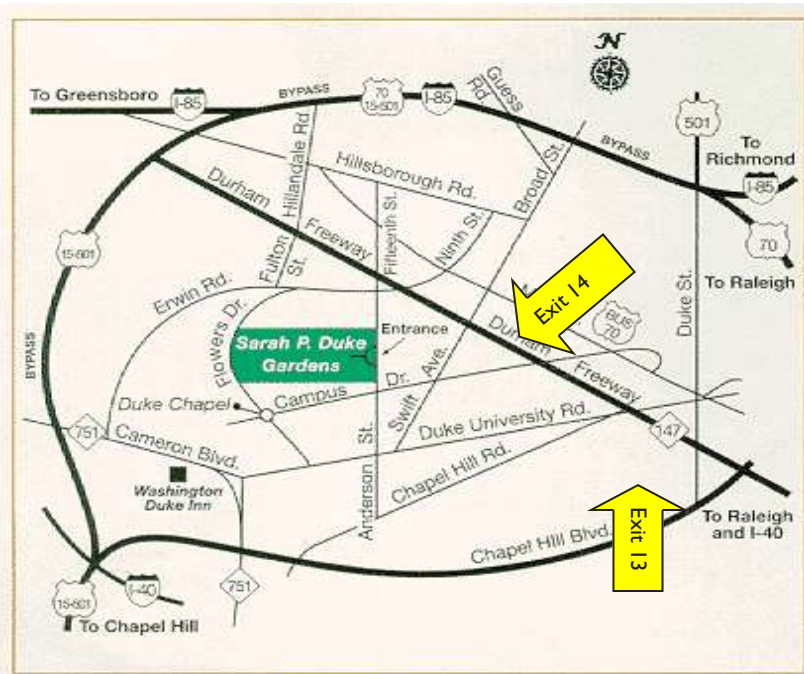 N
To Greensboro
I-85
BYPASS
70
15-501
I-85
Guess
Rd.
BYPASS
501
To
Richmond
I-85
70
To Raleigh
Hillandale Rd
Hillsborough Rd.
Broad St.
Durham
Freeway
Fifteenth St.
Ninth St.
Fulton
St.
15-501
BYPASS
Erwin Rd.
Flowers Dr.
Sarah P. Duke
Gardens
Entrance
Exit 14
BUS
70
Duke St.
Durham
Freeway
Duke Chapel
Campus Dr.
Swift Ave.
Duke University Rd.
147
751
Cameron Blvd.
Anderson St.
Chapel Hill Rd.
Washington
Duke Inn
Exit 13
To Raleigh
and I-40
Chapel Hill Blvd.
751
I-40
15-501
To Chapel Hill